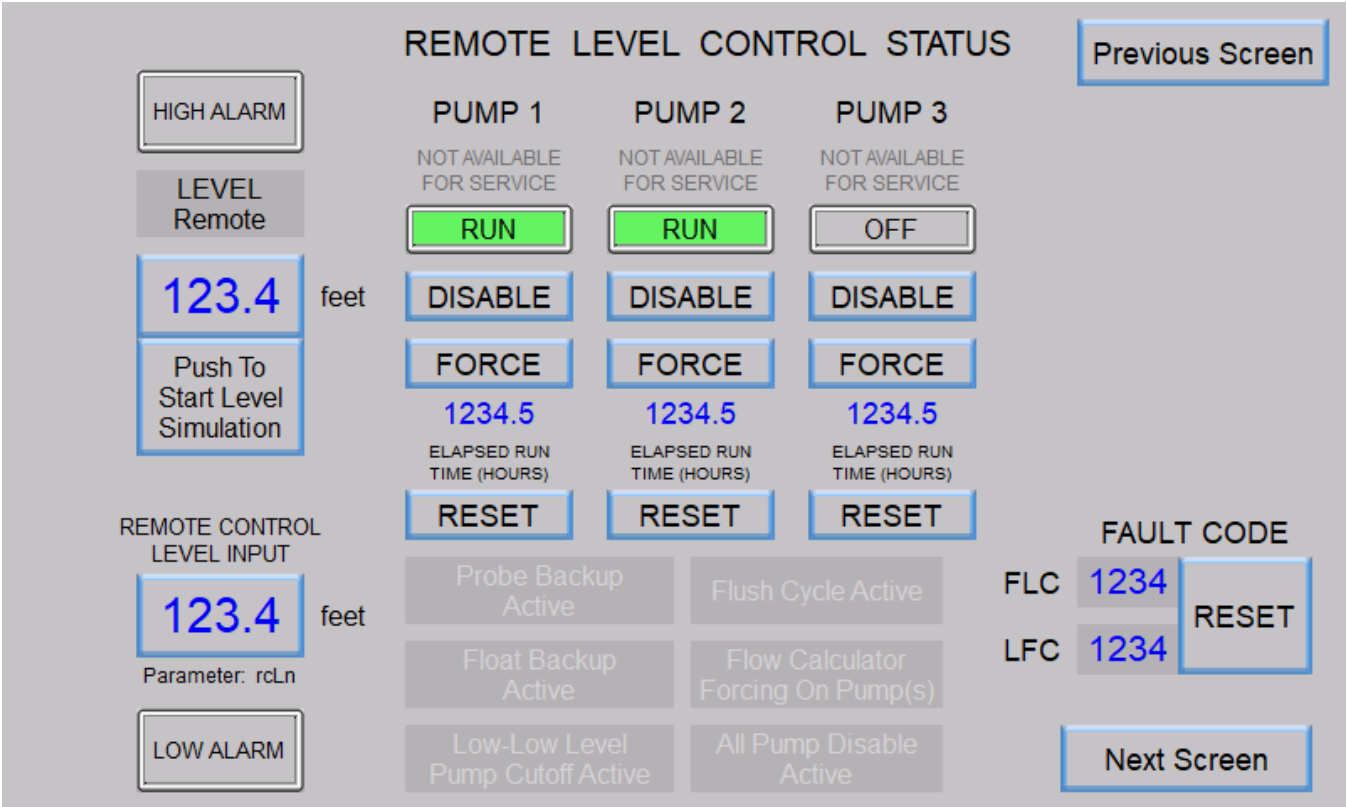 REMOTE LEVEL CONTROL STATUS
Previous Screen
HIGH ALARM
LEVEL
Remote
123.4 feet
Push To
Start Level
Simulation
REMOTE CONTROL
LEVEL INPUT
123.4 feet
Parameter: rcLn
LOW ALARM
PUMP 1 PUMP 2 PUMP 3
NOT AVAILABLE NOT AVAILABLE NOT AVAILABLE
FOR SERVICE FOR SERVICE FOR SERVICE
RUN RUN OFF
DISABLE DISABLE DISABLE
FORCE FORCE FORCE
1234.5 1234.5 1234.5
ELAPSED RUN ELAPSED RUN ELAPSED RUN
TIME (HOURS) TIME (HOURS) TIME (HOURS)
RESET RESET RESET
Probe Backup
Active
Flush Cycle Active
Float Backup
Active
Flow Calculator
Forcing On Pump(s)
Low-Low Level
Pump Cutoff Active
All Pump Disable
Active
FAULT CODE
FLC 1234
LFC 1234
RESET
Next Screen